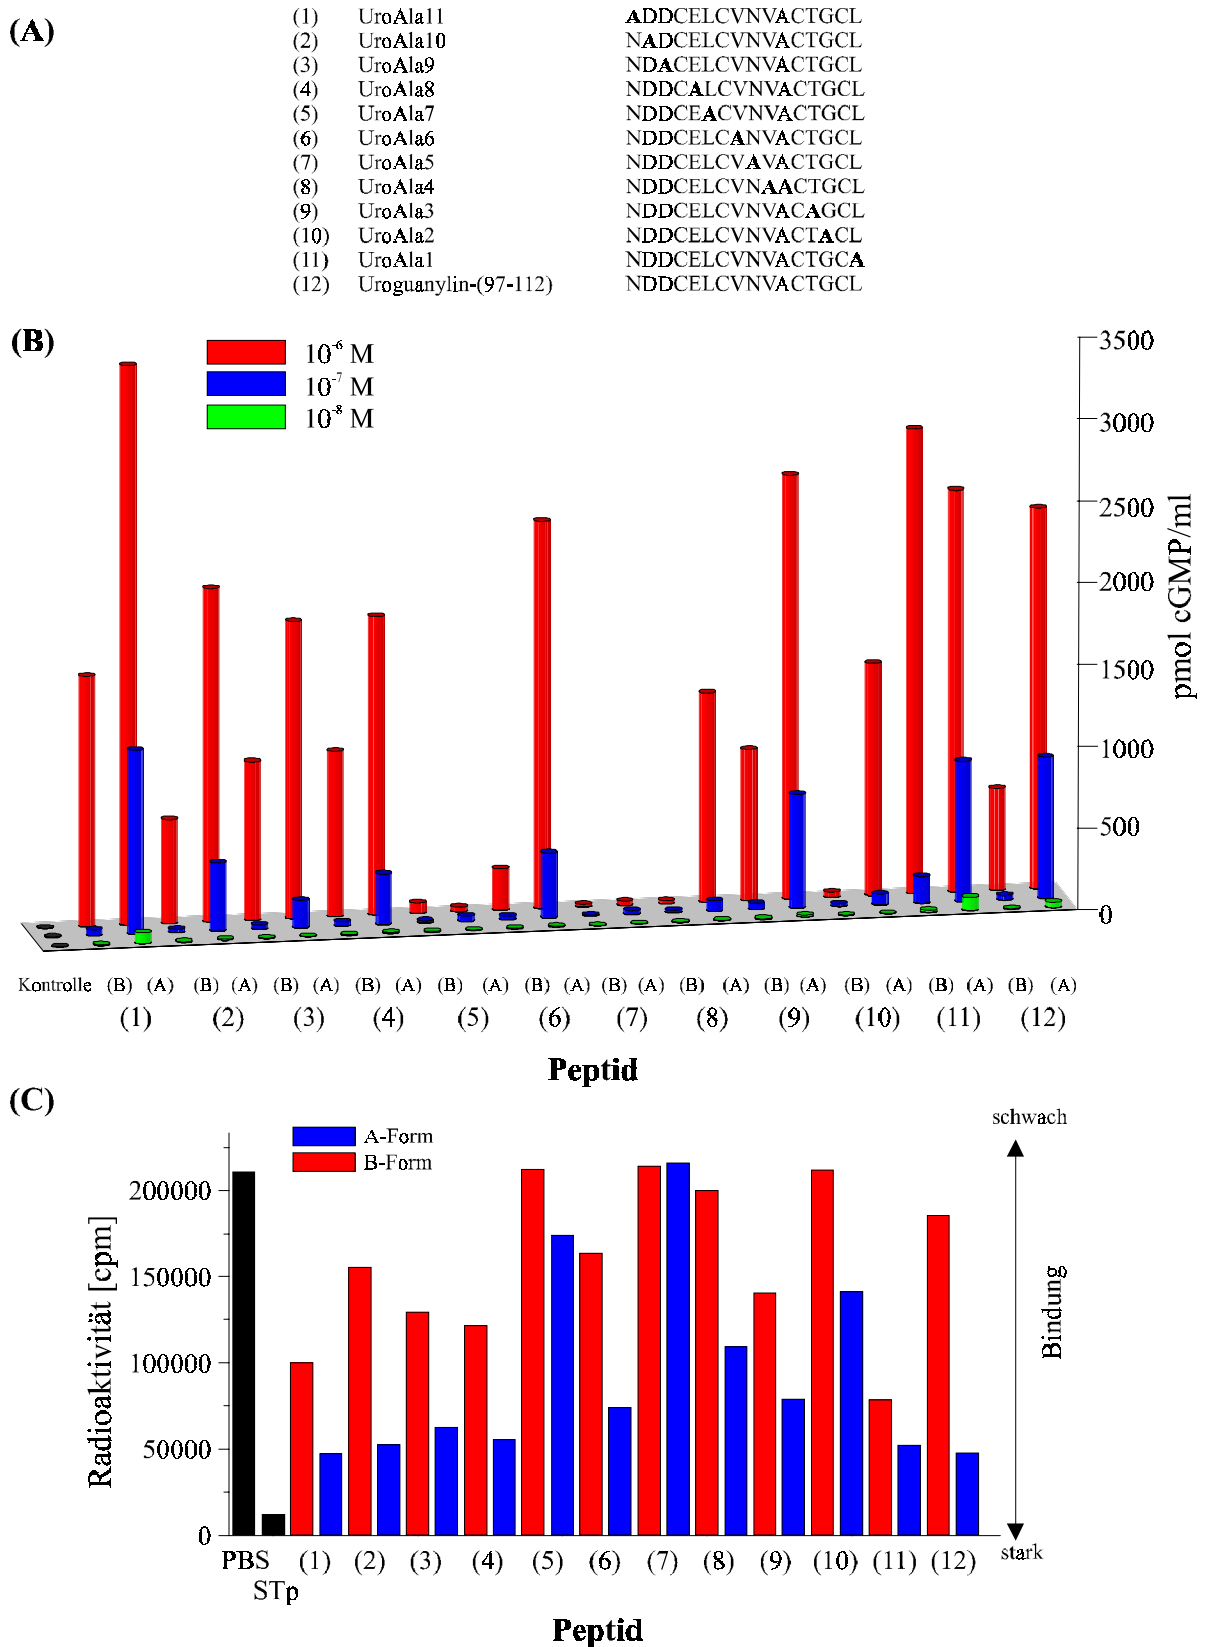 (A)
(1) UroAla11 ADDCELCVNVACTGCL
(2) UroAla10 NADCELCVNVACTGCL
(3) UroAla9 NDACELCVNVACTGCL
(4) UroAla8 NDDCALCVNVACTGCL
(5) UroAla7 NDDCEACVNVACTGCL
(6) UroAla6 NDDCELCANVACTGCL
(7) UroAla5 NDDCELCVAVACTGCL
(8) UroAla4 NDDCELCVNAACTGCL
(9) UroAla3 NDDCELCVNVACAGCL
(10) UroAla2 NDDCELCVNVACTACL
(11) UroAla1 NDDCELCVNVACTGCA
(12) Uroguanylin-(97-112) NDDCELCVNVACTGCL
(B)
10⁻⁶ M
10⁻⁷ M
10⁻⁸ M
3500
3000
2500
2000
1500
1000
500
0
pmol cGMP/ml
Kontrolle (B) (A) (B) (A) (B) (A) (B) (A) (B) (A) (B) (A) (B) (A) (B) (A) (B) (A) (B) (A) (B) (A) (B) (A)
(1) (2) (3) (4) (5) (6) (7) (8) (9) (10) (11) (12)
Peptid
(C)
A-Form
B-Form
schwach
Bindung
stark
Radioaktivität [cpm]
200000
150000
100000
50000
0
PBS (1) (2) (3) (4) (5) (6) (7) (8) (9) (10) (11) (12)
STp
Peptid